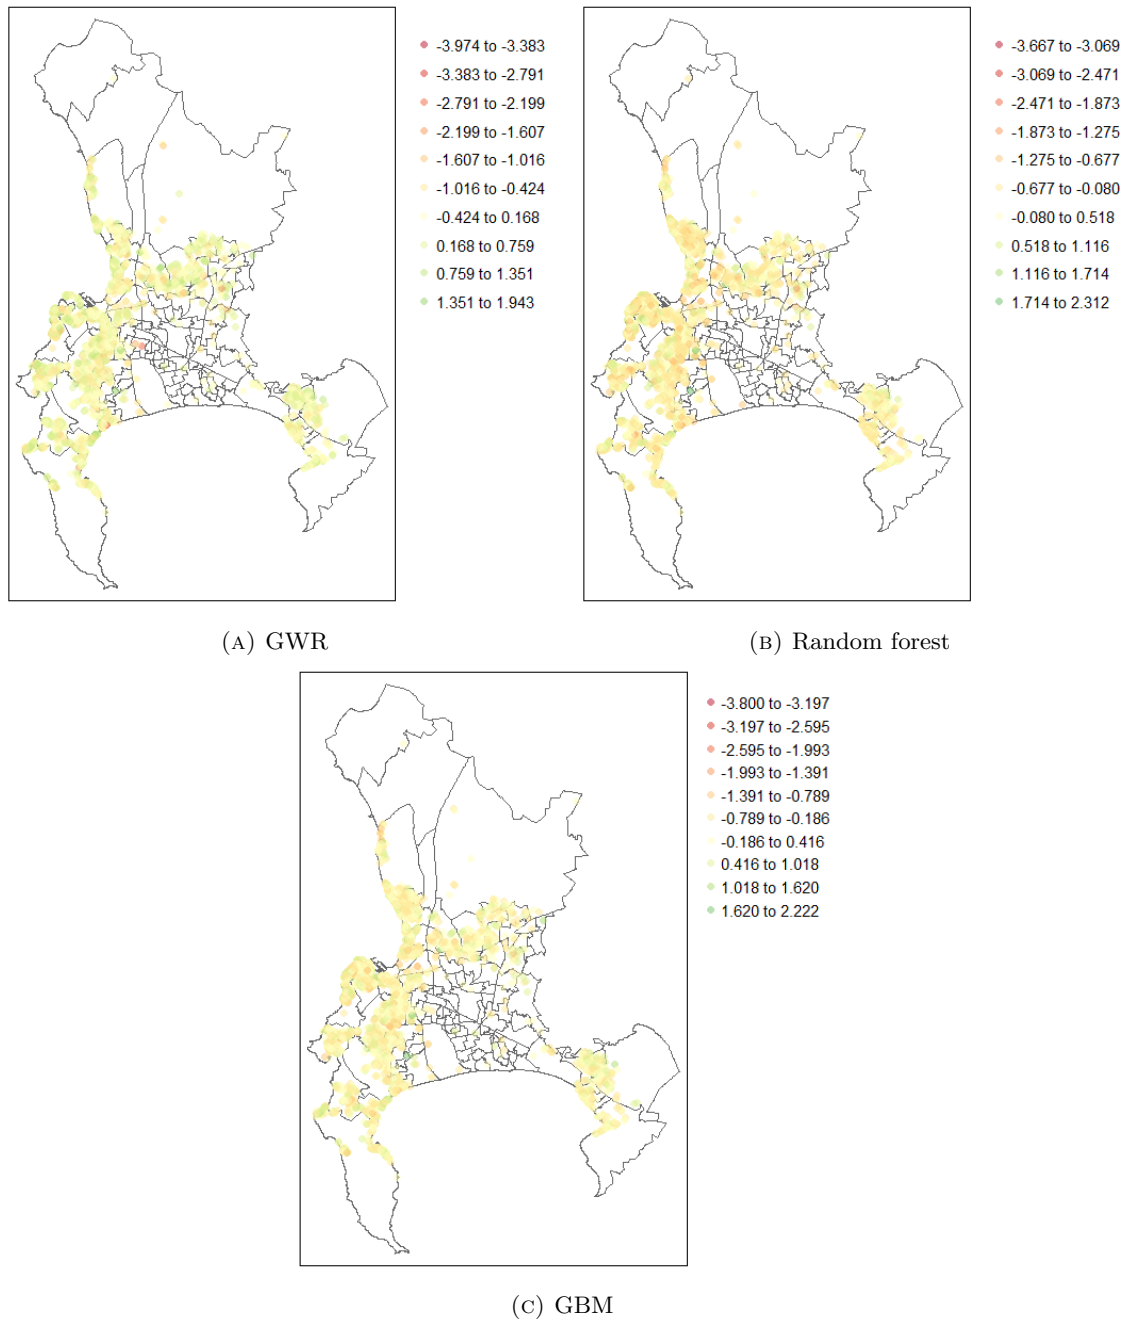 -3.974 to -3.383
-3.383 to -2.791
-2.791 to -2.199
-2.199 to -1.607
-1.607 to -1.016
-1.016 to -0.424
-0.424 to 0.168
0.168 to 0.759
0.759 to 1.351
1.351 to 1.943
(A) GWR
-3.667 to -3.069
-3.069 to -2.471
-2.471 to -1.873
-1.873 to -1.275
-1.275 to -0.677
-0.677 to -0.080
-0.080 to 0.518
0.518 to 1.116
1.116 to 1.714
1.714 to 2.312
(B) Random forest
-3.800 to -3.197
-3.197 to -2.595
-2.595 to -1.993
-1.993 to -1.391
-1.391 to -0.789
-0.789 to -0.186
-0.186 to 0.416
0.416 to 1.018
1.018 to 1.620
1.620 to 2.222
(C) GBM